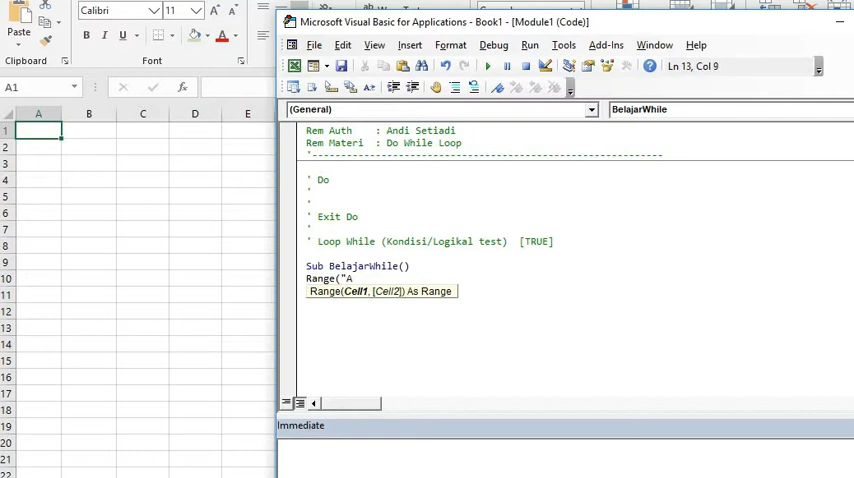 Calibri 11
Microsoft Visual Basic for Applications - Book1 - [Module1 (Code)]
Paste
B I U
File Edit View Insert Format Debug Run Tools Add-Ins Window Help
Clipboard Font
Ln 13, Col 9
A1 fx
(General) BelajarWhile
A B C D E
1
2
3
4
5
6
7
8
9
10
11
12
13
14
15
16
17
18
19
20
21
22
Rem Auth : Andi Setiadi
Rem Materi : Do While Loop
'-------------------------------------------------------------
' Do
'
'
' Exit Do
'
' Loop While (Kondisi/Logikal test) [TRUE]
Sub BelajarWhile()
Range("A
Range(Cell1, [Cell2]) As Range
Immediate